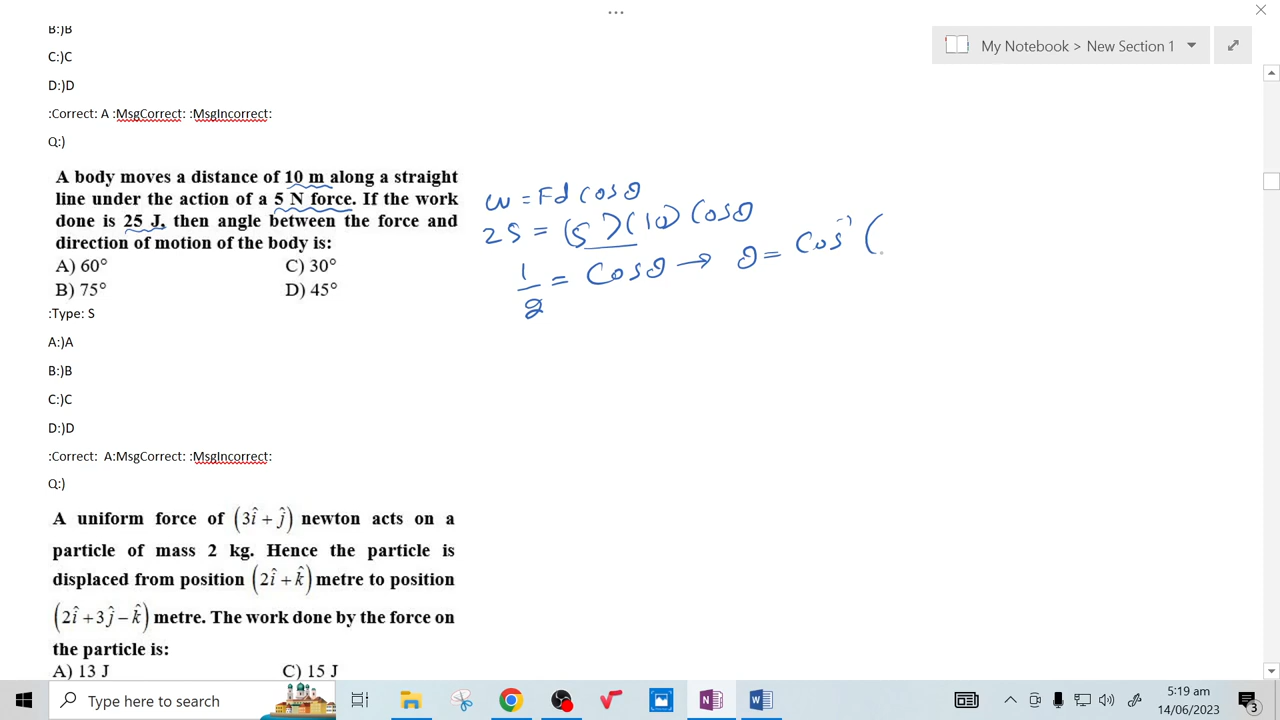 ...
My Notebook > New Section 1
B:)B
C:)C
D:)D
:Correct: A :MsgCorrect: :MsgIncorrect:
Q:)
A body moves a distance of 10 m along a straight
line under the action of a 5 N force. If the work
done is 25 J, then angle between the force and
direction of motion of the body is:
A) 60° C) 30°
B) 75° D) 45°
w = Fd cosθ
25 = (5)(10) cosθ
1/2 = cosθ → θ = cos⁻¹ (
:Type: S
A:)A
B:)B
C:)C
D:)D
:Correct: A:MsgCorrect: :MsgIncorrect:
Q:)
A uniform force of (3î + ĵ) newton acts on a
particle of mass 2 kg. Hence the particle is
displaced from position (2î + k̂) metre to position
(2î + 3ĵ − k̂) metre. The work done by the force on
the particle is:
A) 13 J C) 15 J
Type here to search
5:19 am
14/06/2023
3